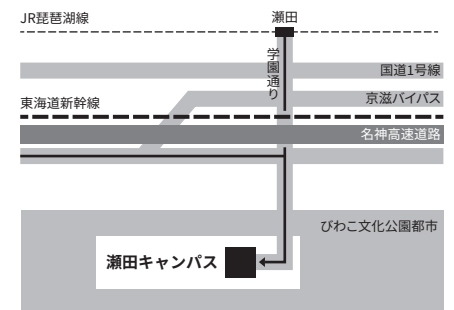 JR琵琶湖線
瀬田
学園通り
国道1号線
京滋バイパス
東海道新幹線
名神高速道路
びわこ文化公園都市
瀬田キャンパス